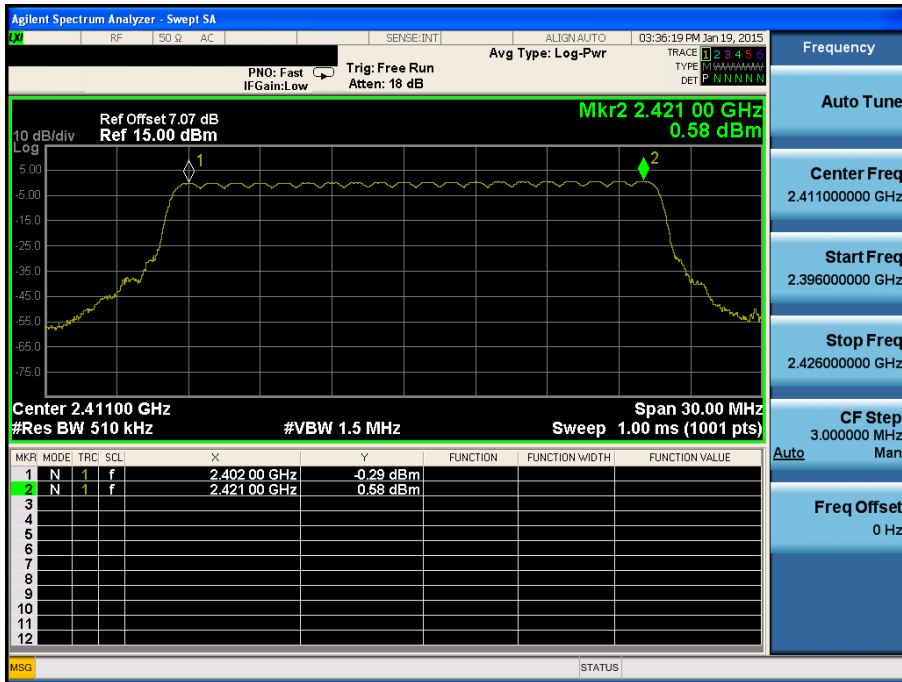 Agilent Spectrum Analyzer - Swept SA
LXI RF 50 Ω AC SENSE:INT ALIGN AUTO 03:36:19 PM Jan 19, 2015
Avg Type: Log-Pwr
TRACE 1 2 3 4 5 6
PNO: Fast Trig: Free Run
TYPE M W W W W W
IFGain:Low Atten: 18 dB
DET P N N N N N
Mkr2 2.421 00 GHz
Ref Offset 7.07 dB
10 dB/div Ref 15.00 dBm
0.58 dBm
Log
1
2
5.00
-5.00
-15.0
-25.0
-35.0
-45.0
-55.0
-65.0
-75.0
Center 2.41100 GHz Span 30.00 MHz
#Res BW 510 kHz #VBW 1.5 MHz Sweep 1.00 ms (1001 pts)
MKR MODE TRC SCL X Y FUNCTION FUNCTION WIDTH FUNCTION VALUE
1 N 1 f 2.402 00 GHz -0.29 dBm
2 N 1 f 2.421 00 GHz 0.58 dBm
3
4
5
6
7
8
9
10
11
12
MSG STATUS
Frequency
Auto Tune
Center Freq
2.411000000 GHz
Start Freq
2.396000000 GHz
Stop Freq
2.426000000 GHz
CF Step
3.000000 MHz
Auto Man
Freq Offset
0 Hz